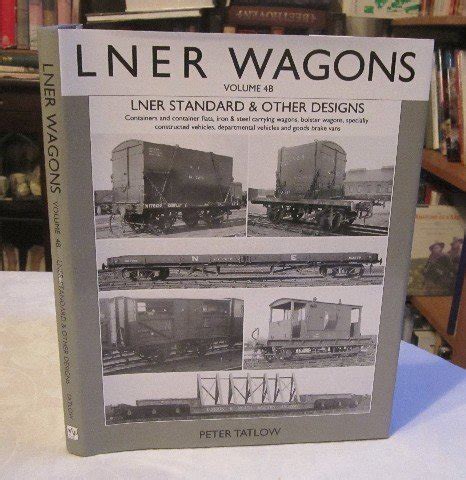 LNER WAGONS
VOLUME 4B
LNER STANDARD & OTHER DESIGNS
Containers and container flats, iron & steel carrying wagons, bolster wagons, specially
constructed vehicles, departmental vehicles and goods brake vans
N E
PETER TATLOW
LNER WAGONS VOLUME 4B LNER STANDARD & OTHER DESIGNS TATLOW
BEETHOVEN